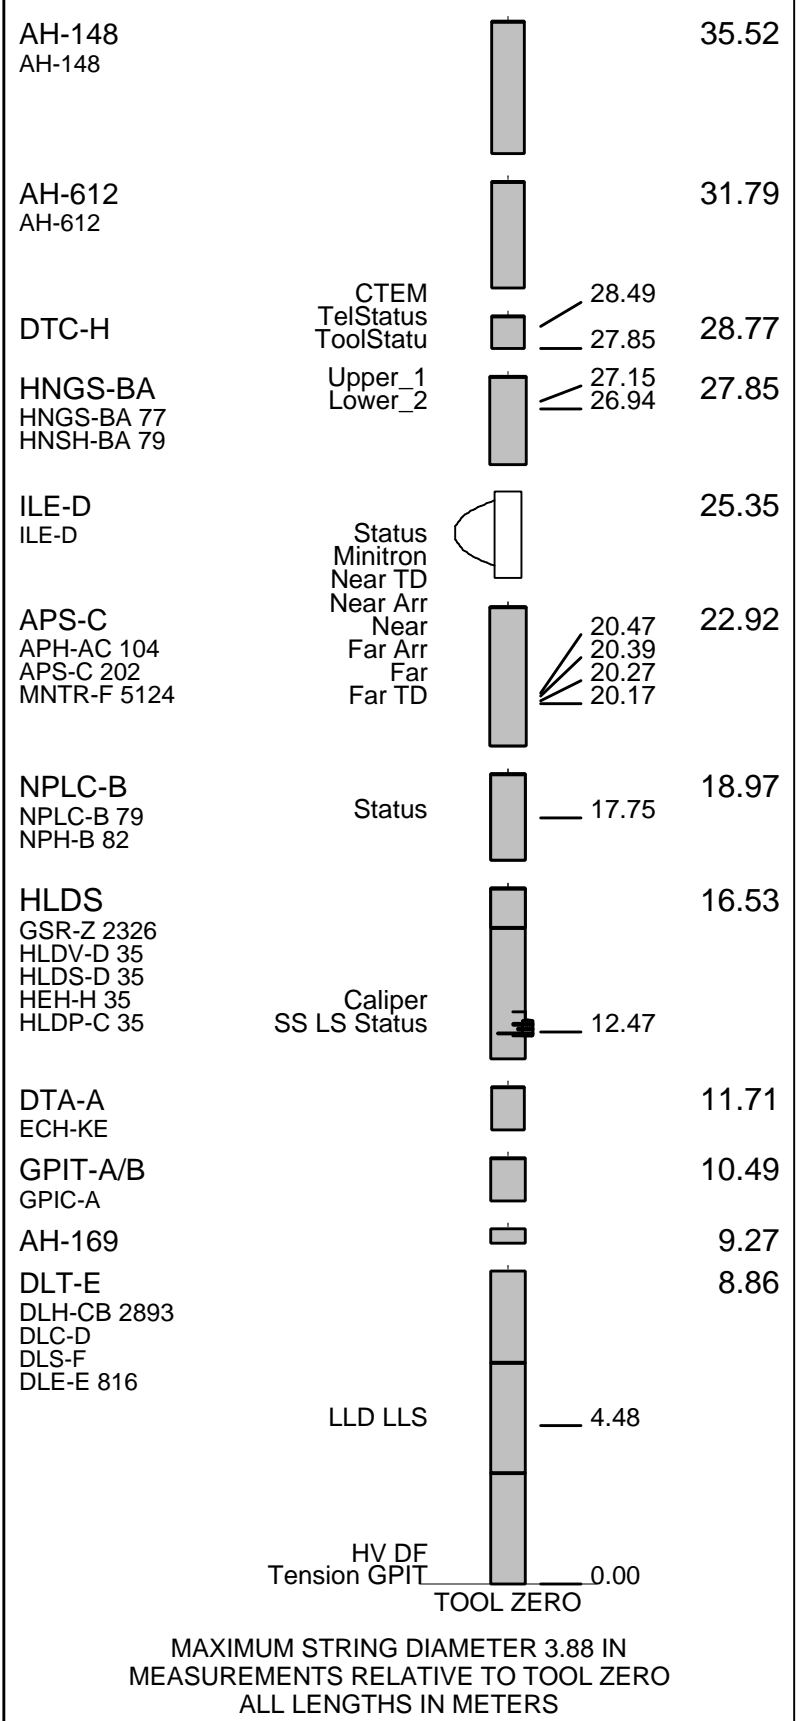 AH-148 35.52
AH-148
AH-612 31.79
AH-612
CTEM 28.49
TelStatus
DTC-H ToolStatu 27.85 28.77
HNGS-BA Upper_1 27.15 27.85
Lower_2 26.94
HNGS-BA 77
HNSH-BA 79
ILE-D 25.35
ILE-D Status
Minitron
Near TD
Near Arr
APS-C Near 20.47 22.92
APH-AC 104 Far Arr 20.39
APS-C 202 Far 20.27
MNTR-F 5124 Far TD 20.17
NPLC-B 18.97
NPLC-B 79 Status 17.75
NPH-B 82
HLDS 16.53
GSR-Z 2326
HLDV-D 35
HLDS-D 35
HEH-H 35 Caliper
HLDP-C 35 SS LS Status 12.47
DTA-A 11.71
ECH-KE
GPIT-A/B 10.49
GPIC-A
AH-169 9.27
DLT-E 8.86
DLH-CB 2893
DLC-D
DLS-F
DLE-E 816
LLD LLS 4.48
HV DF
Tension GPIT 0.00
TOOL ZERO
MAXIMUM STRING DIAMETER 3.88 IN
MEASUREMENTS RELATIVE TO TOOL ZERO
ALL LENGTHS IN METERS